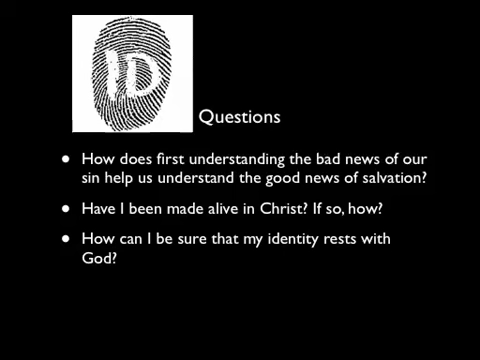 ID
Questions
• How does first understanding the bad news of our
sin help us understand the good news of salvation?
• Have I been made alive in Christ? If so, how?
• How can I be sure that my identity rests with
God?